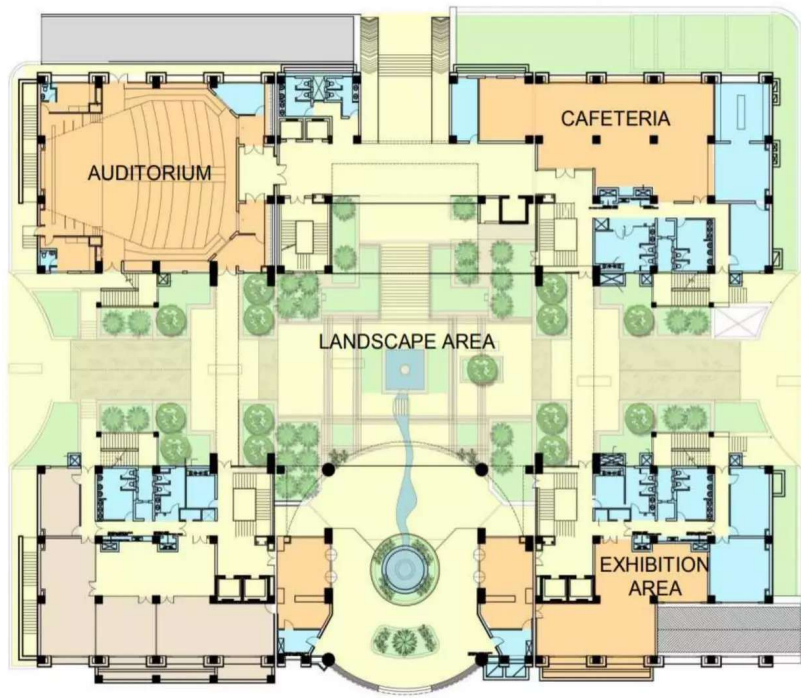 CAFETERIA
AUDITORIUM
LANDSCAPE AREA
EXHIBITION
AREA